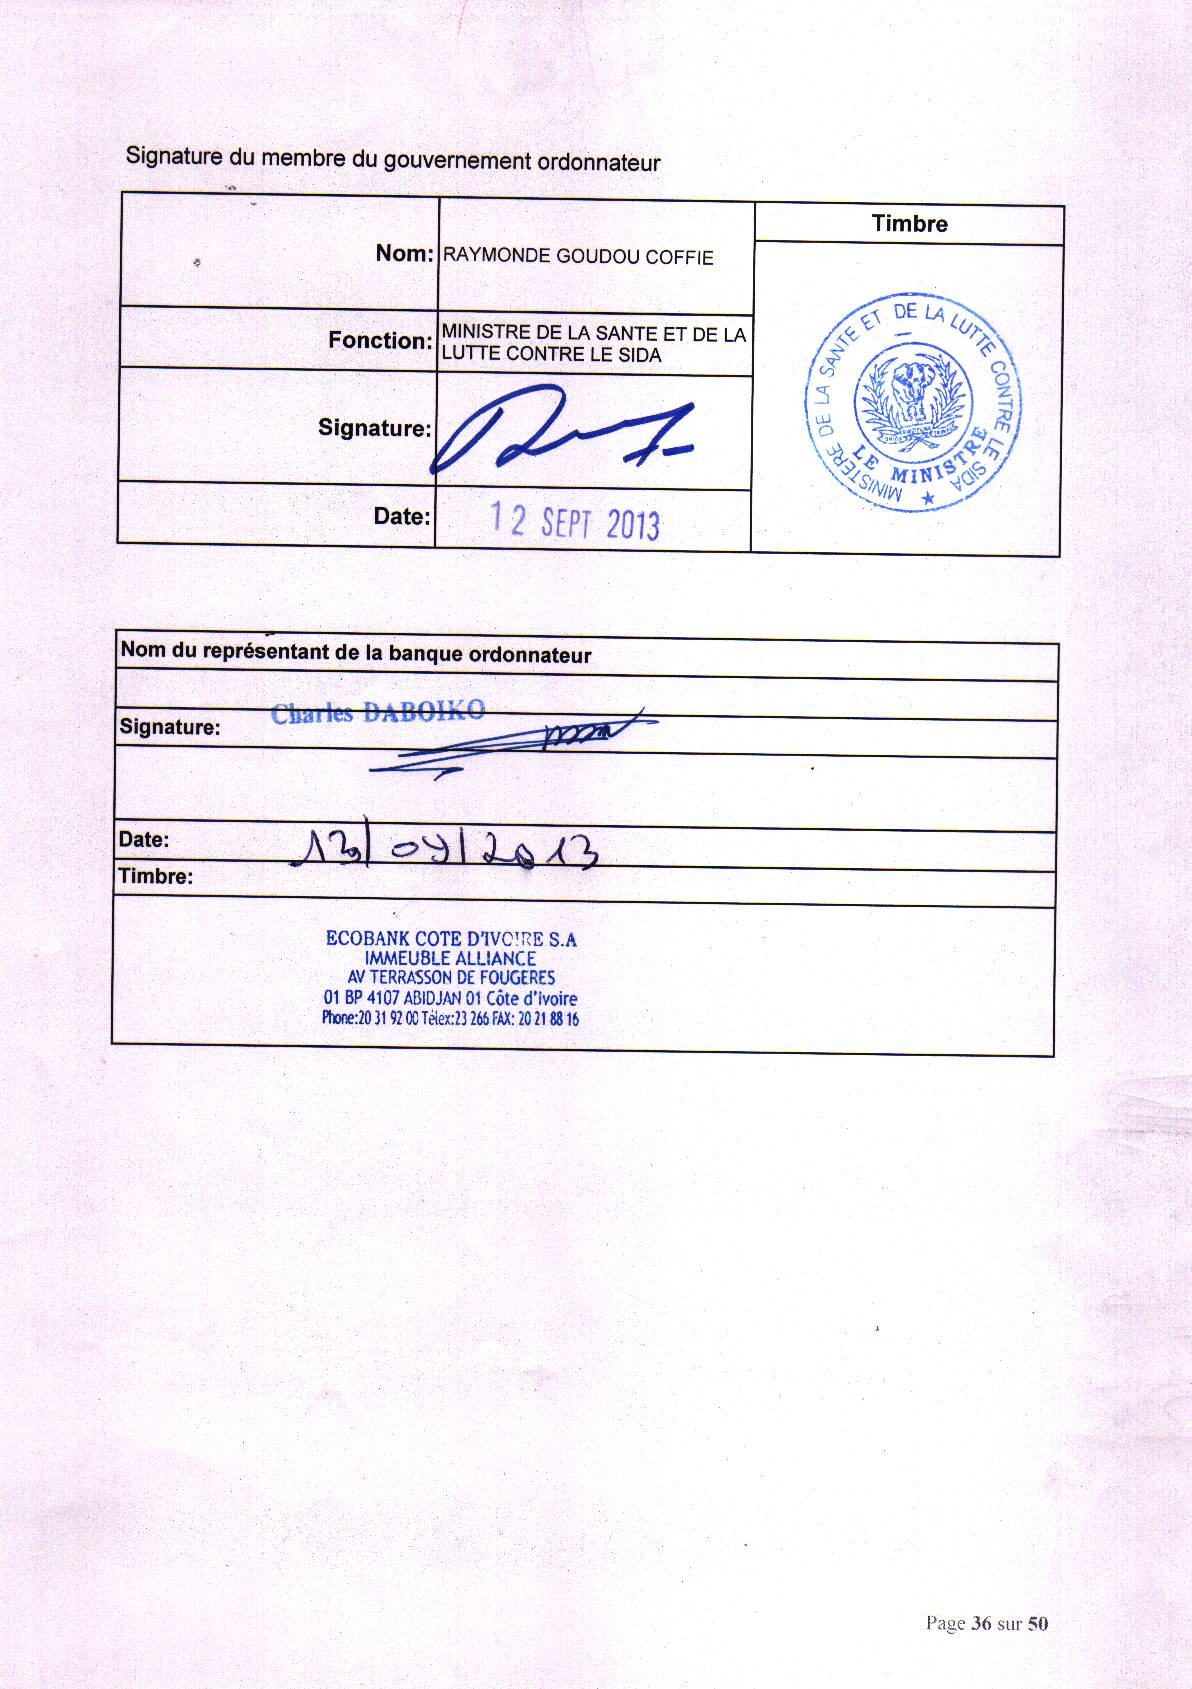 Signature du membre du gouvernement ordonnateur
Timbre
Nom: RAYMONDE GOUDOU COFFIE
Fonction: MINISTRE DE LA SANTE ET DE LA
LUTTE CONTRE LE SIDA
MINISTERE DE LA SANTE ET DE LA LUTTE CONTRE LE SIDA
LE MINISTRE
Signature:
Date: 12 SEPT 2013
Nom du représentant de la banque ordonnateur
Charles DABOIKO
Signature:
Date: 13/09/2013
Timbre:
ECOBANK COTE D'IVOIRE S.A
IMMEUBLE ALLIANCE
AV TERRASSON DE FOUGERES
01 BP 4107 ABIDJAN 01 Côte d'ivoire
Phone:20 31 92 00 Télex:23 266 FAX: 20 21 88 16
Page 36 sur 50